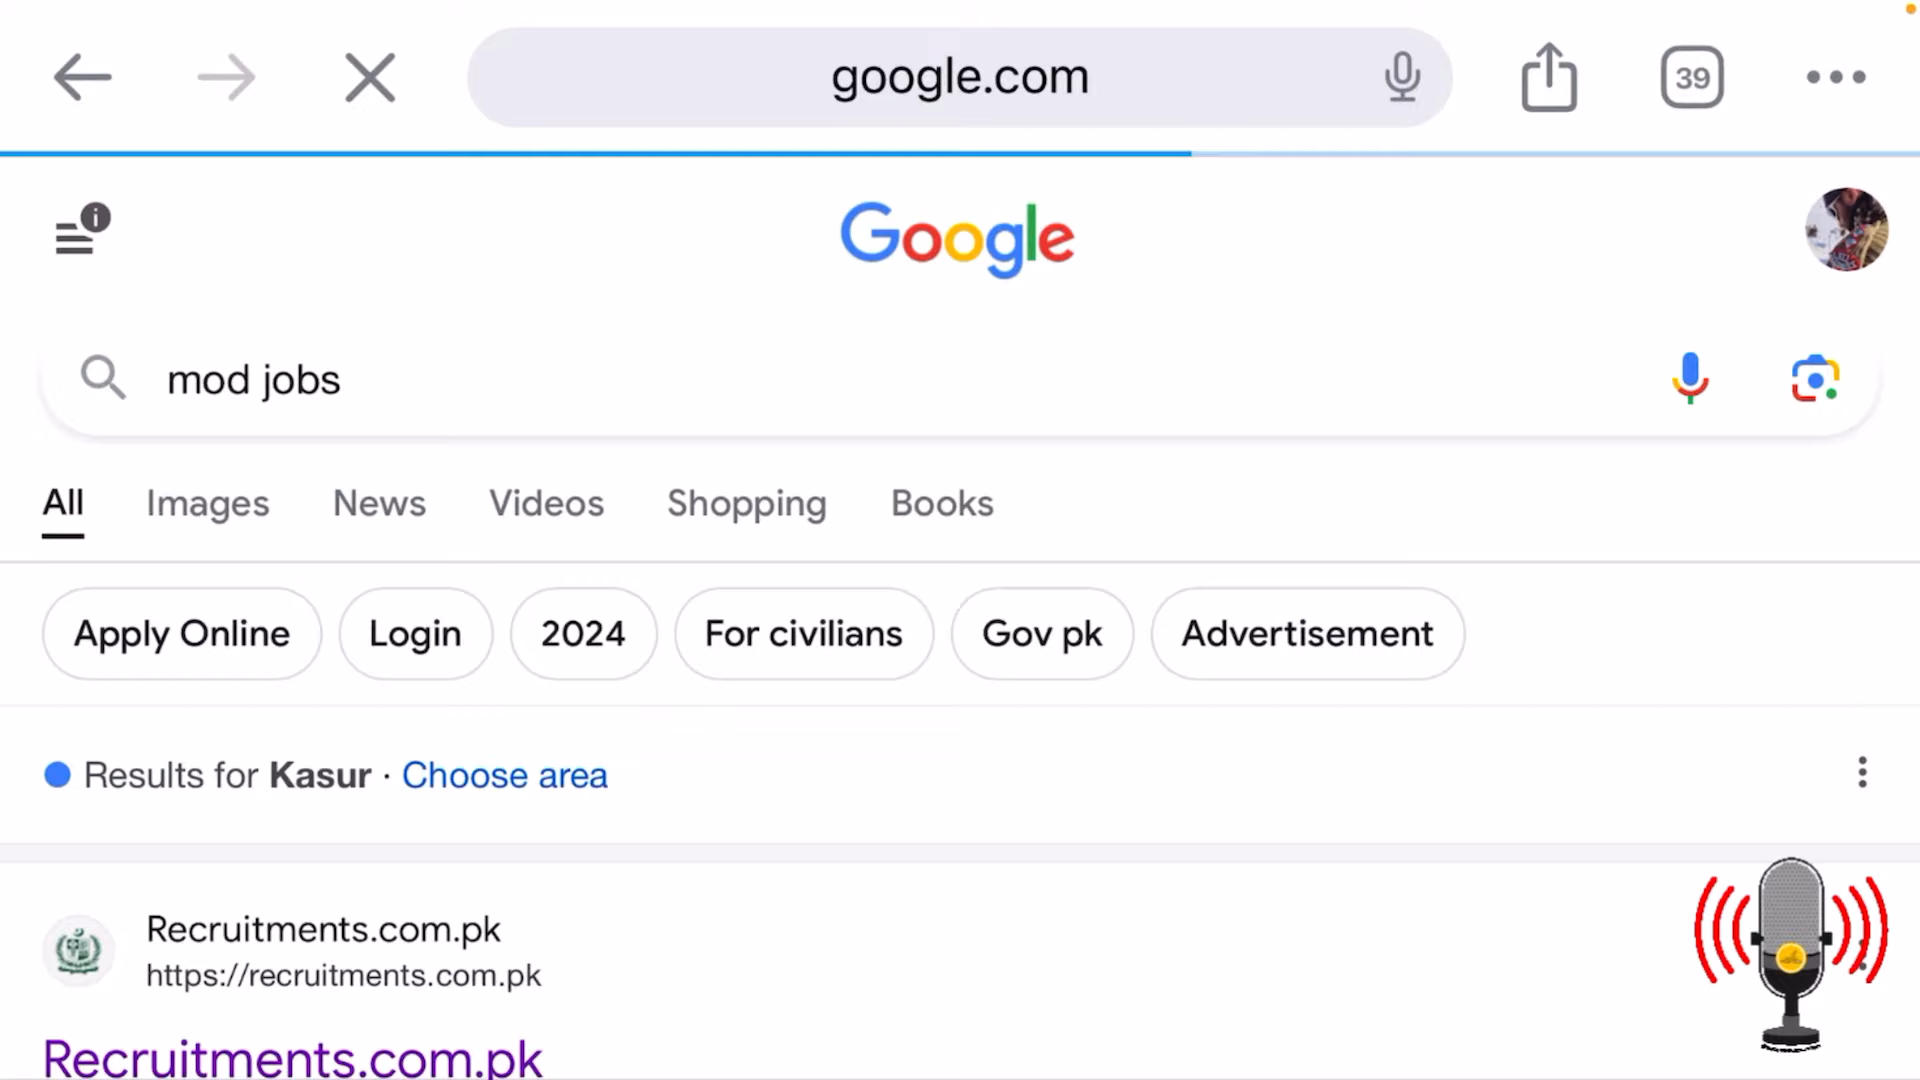 google.com
39
Google
mod jobs
All Images News Videos Shopping Books
Apply Online Login 2024 For civilians Gov pk Advertisement
Results for Kasur · Choose area
Recruitments.com.pk
https://recruitments.com.pk
Recruitments.com.pk